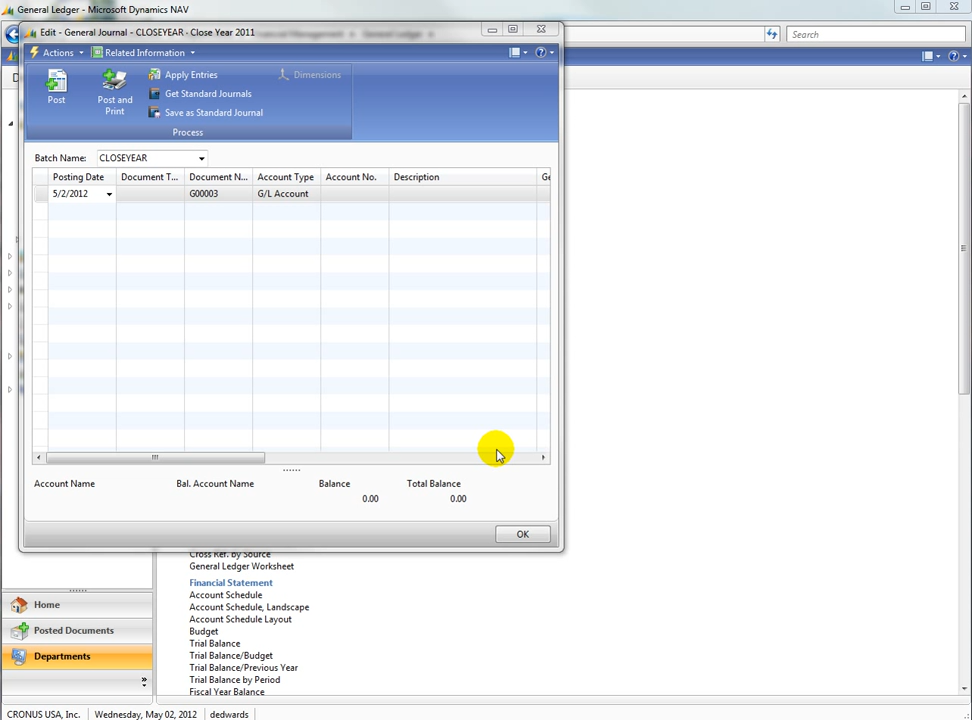 General Ledger - Microsoft Dynamics NAV
Edit - General Journal - CLOSEYEAR - Close Year 2011
Search
Actions
Related Information
Post
Post and Print
Apply Entries
Get Standard Journals
Save as Standard Journal
Dimensions
Process
Batch Name: CLOSEYEAR
Posting Date Document T... Document N... Account Type Account No. Description Ge
5/2/2012 G00003 G/L Account
Account Name Bal. Account Name Balance Total Balance
0.00 0.00
OK
Cross Ref. by Source
General Ledger Worksheet
Financial Statement
Account Schedule
Account Schedule, Landscape
Account Schedule Layout
Budget
Trial Balance
Trial Balance/Budget
Trial Balance/Previous Year
Trial Balance by Period
Fiscal Year Balance
Home
Posted Documents
Departments
CRONUS USA, Inc. Wednesday, May 02, 2012 dedwards